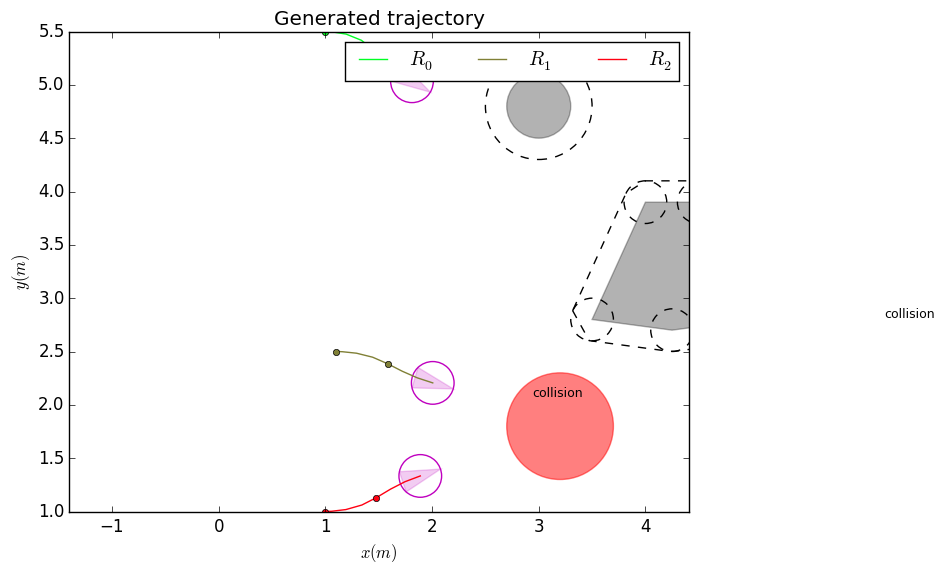 Generated trajectory
R0 R1 R2
5.5
5.0
4.5
4.0
3.5
3.0
2.5
2.0
1.5
1.0
y(m)
collision
collision
−1 0 1 2 3 4
x(m)